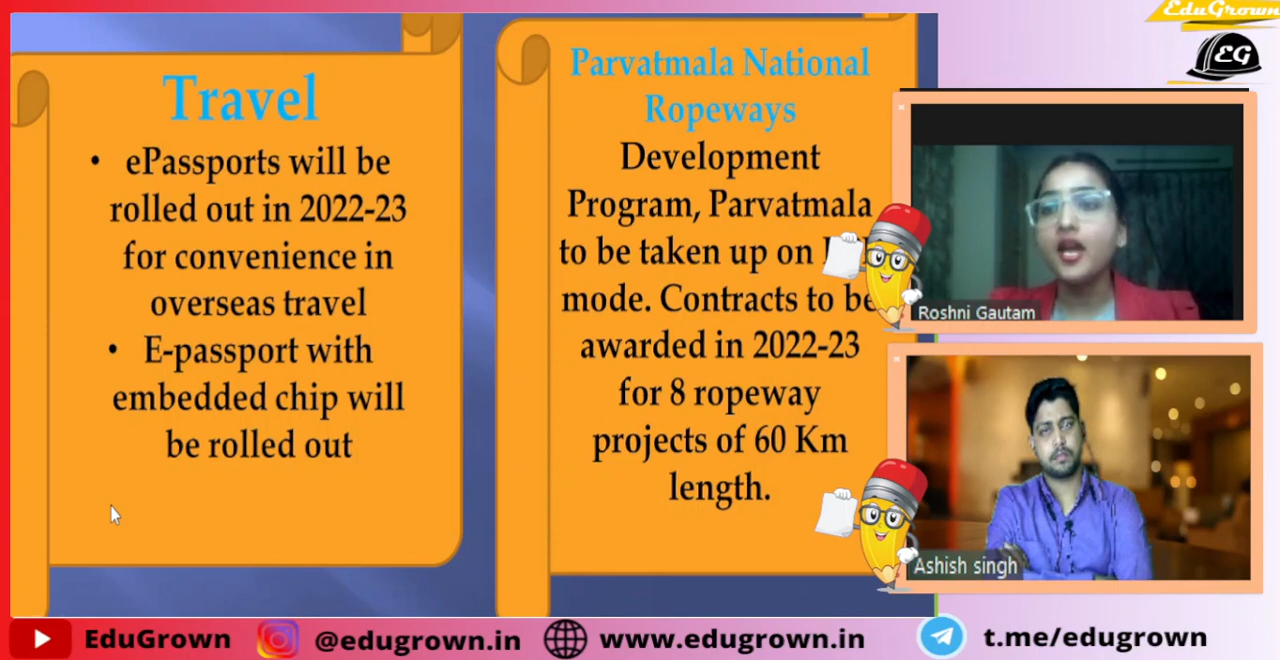 EduGrown
EG
Travel
• ePassports will be
rolled out in 2022-23
for convenience in
overseas travel
• E-passport with
embedded chip will
be rolled out
Parvatmala National
Ropeways
Development
Program, Parvatmala
to be taken up on
mode. Contracts to be
awarded in 2022-23
for 8 ropeway
projects of 60 Km
length.
Roshni Gautam
Ashish singh
EduGrown
@edugrown.in
www.edugrown.in
t.me/edugrown